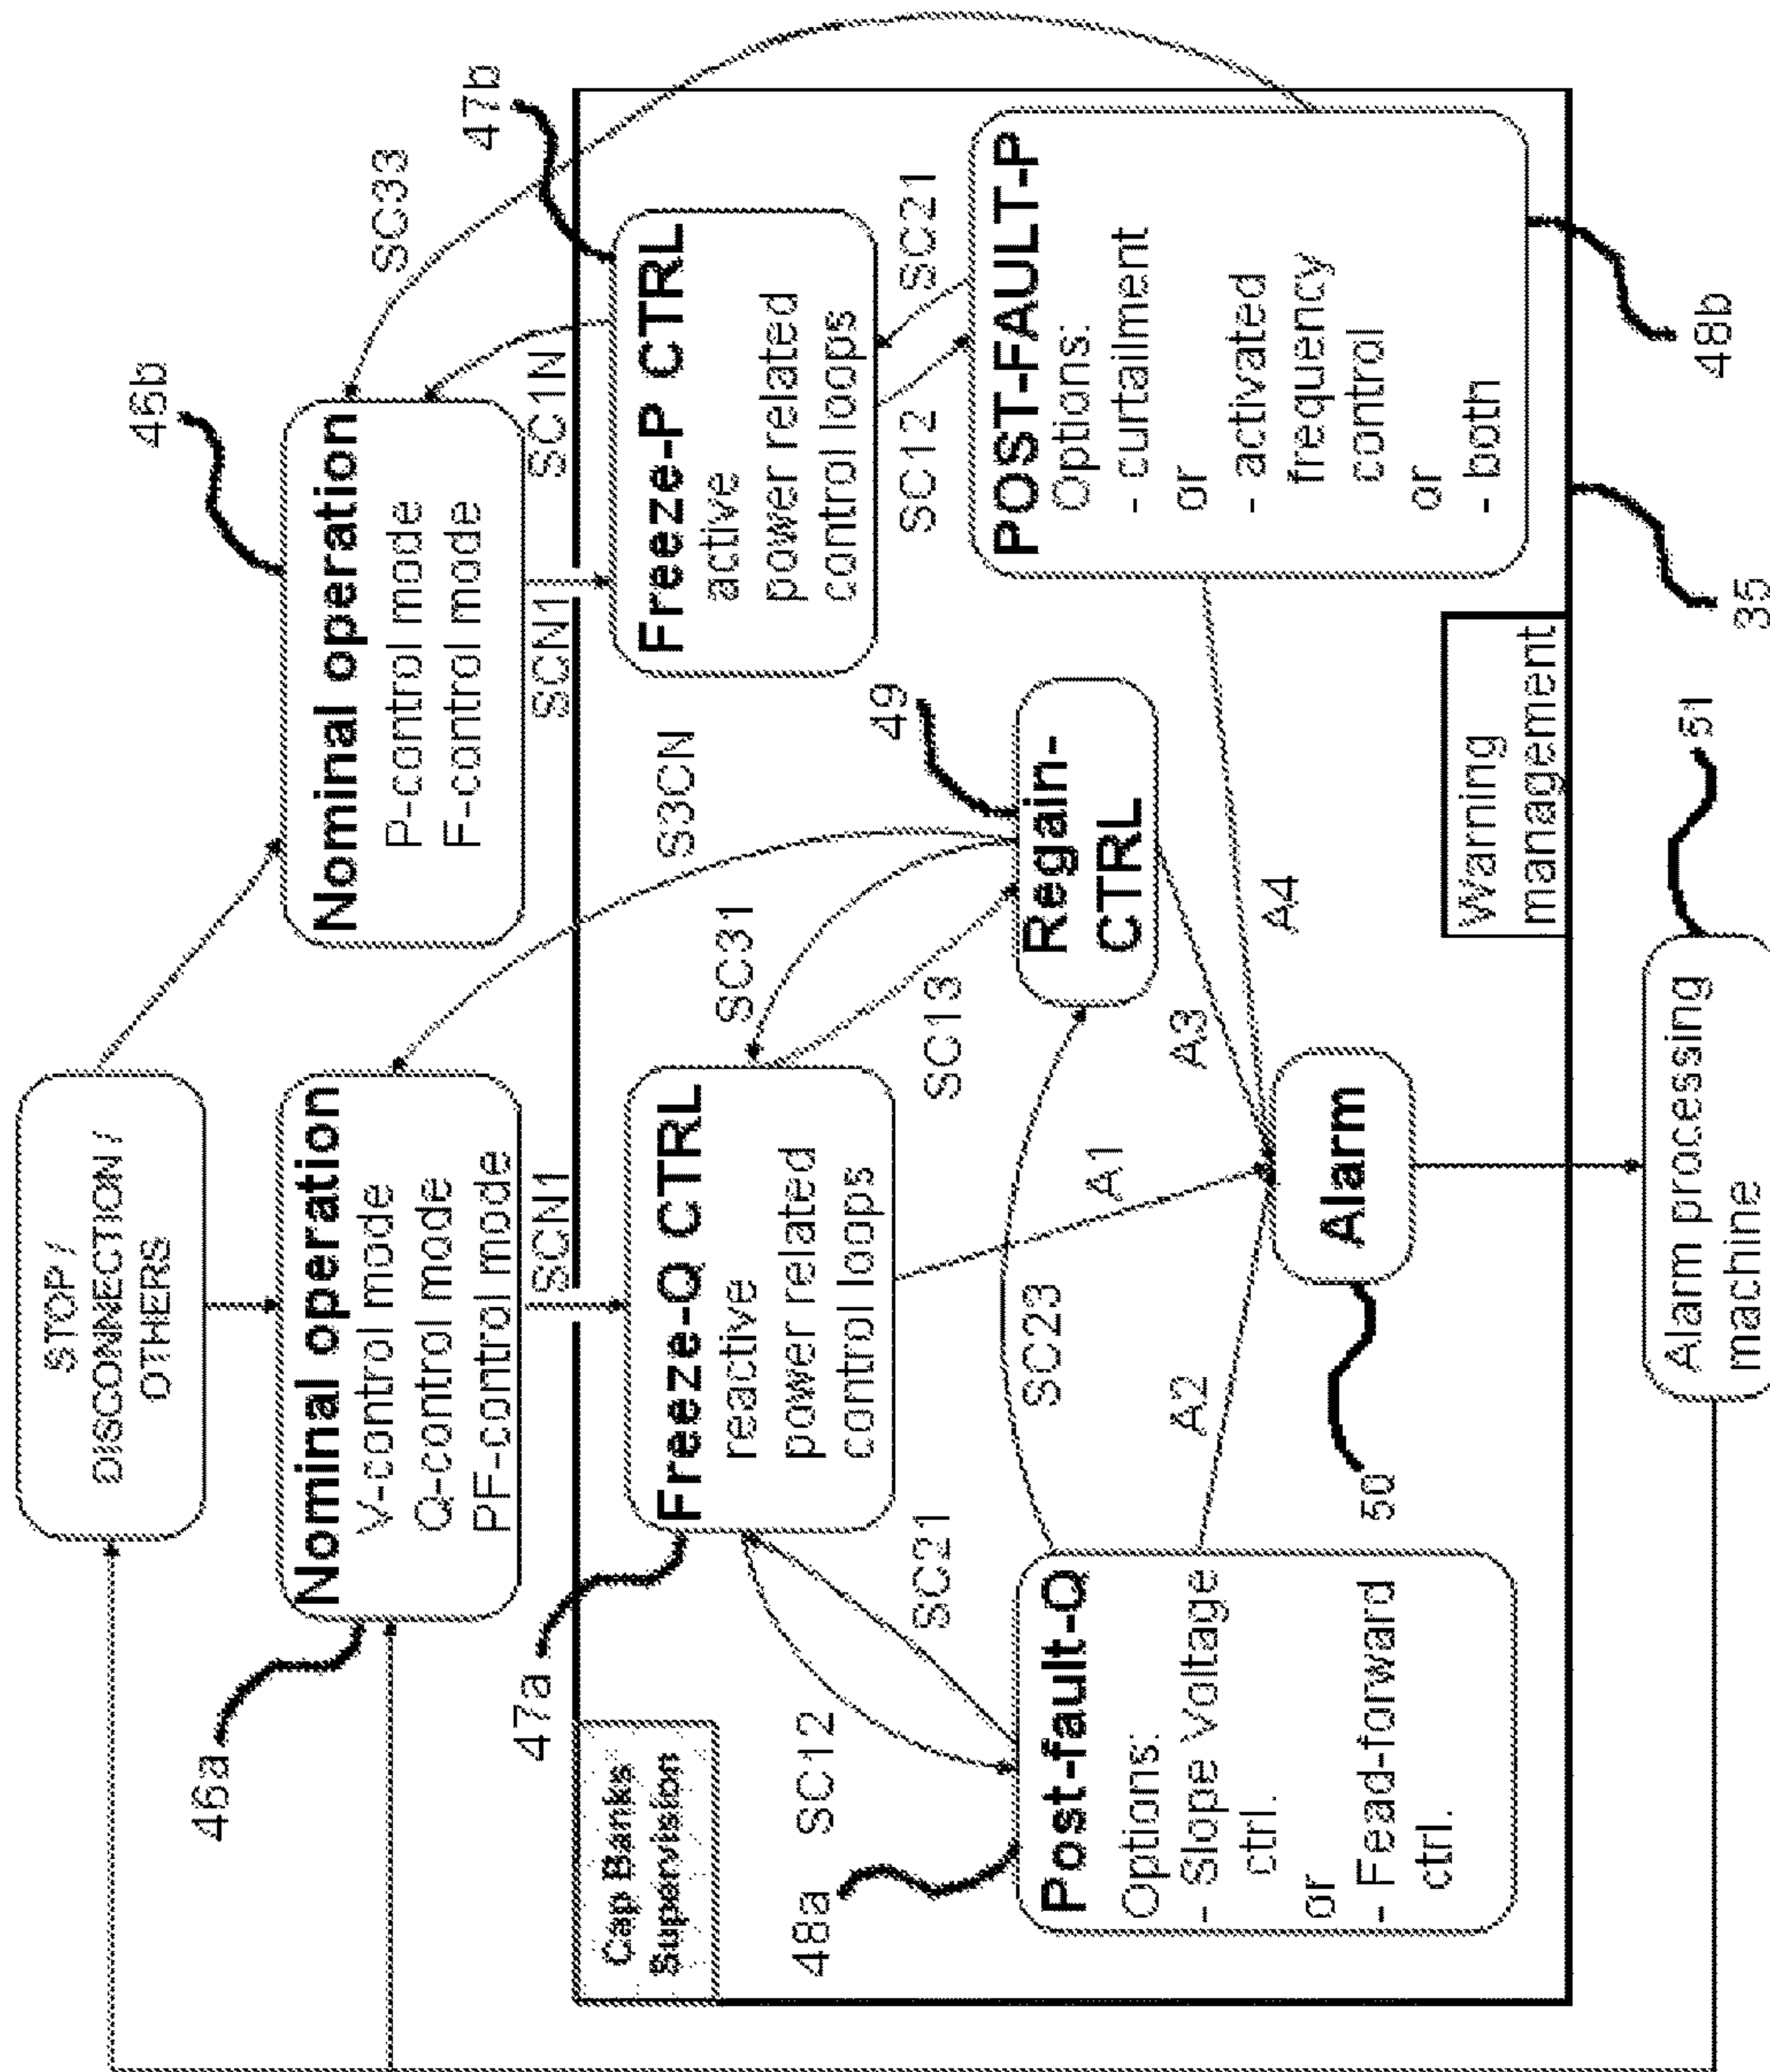 STOP /
DISCONNECTION /
OTHERS
46a
Nominal operation
V-control mode
Q-control mode
PF-control mode
46b
Nominal operation
P-control mode
F-control mode
SC33
SCN1
SCN1
SC1N
S3CN
47b
Cap Banks
Supervision
47a
Freeze-Q CTRL
reactive
power related
control loops
Freeze-P CTRL
active
power related
control loops
SC31
SC13
49
SC12
SC21
SC12
SC21
48a
Post-fault-Q
Options:
- Slope Voltage
ctrl.
or
- Fead-forward
ctrl.
Regain-
CTRL
POST-FAULT-P
Options:
- curtailment
or
- activated
frequency
control
or
- both
SC23
A1
A2
A3
A4
50
Alarm
Warning
management
35
48b
51
Alarm processing
machine